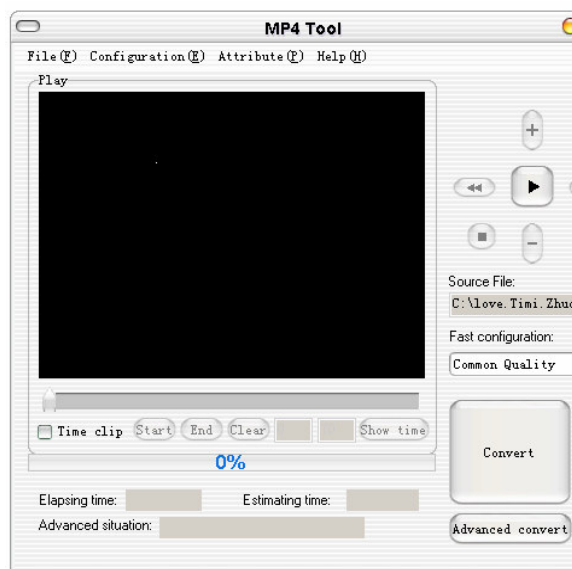 MP4 Tool
File(F) Configuration(E) Attribute(P) Help(H)
Play
Source File:
C:\love.Timi.Zhuo
Fast configuration:
Common Quality
Time clip Start End Clear Show time
0%
Convert
Elapsing time: Estimating time:
Advanced situation:
Advanced convert